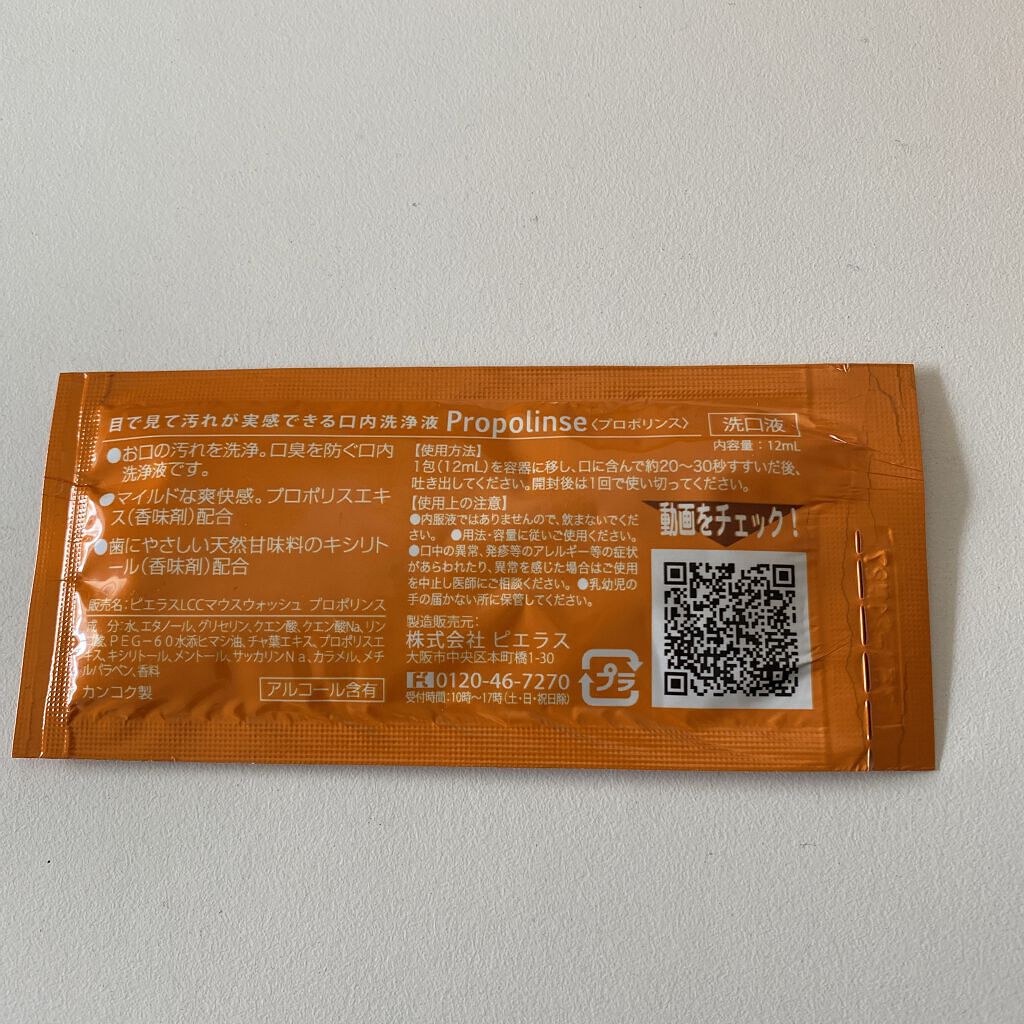 目で見て汚れが実感できる口内洗浄液 Propolinse〈プロポリンス〉
洗口液
内容量：12mL
●お口の汚れを洗浄。口臭を防ぐ口内
洗浄液です。
●マイルドな爽快感。プロポリスエキ
ス(香味剤)配合
●歯にやさしい天然甘味料のキシリト
ール(香味剤)配合
販売名：ピエラスLCCマウスウォッシュ プロポリンス
成 分：水、エタノール、グリセリン、クエン酸、クエン酸Na、リン
酸、PEG-60水添ヒマシ油、チャ葉エキス、プロポリスエ
キス、キシリトール、メントール、サッカリンNa、カラメル、メチ
ルパラベン、香料
カンコク製
アルコール含有
【使用方法】
1包(12mL)を容器に移し、口に含んで約20～30秒すすいだ後、
吐き出してください。開封後は1回で使い切ってください。
【使用上の注意】
●内服液ではありませんので、飲まないでくだ
さい。 ●用法・容量に従いご使用ください。
●口中の異常、発疹等のアレルギー等の症状
があらわれたり、異常を感じた場合はご使用
を中止し医師にご相談ください。 ●乳幼児の
手の届かない所に保管してください。
製造販売元：
株式会社 ピエラス
大阪市中央区本町橋1-30
0120-46-7270
受付時間：10時～17時(土・日・祝日除)
プラ
動画をチェック！